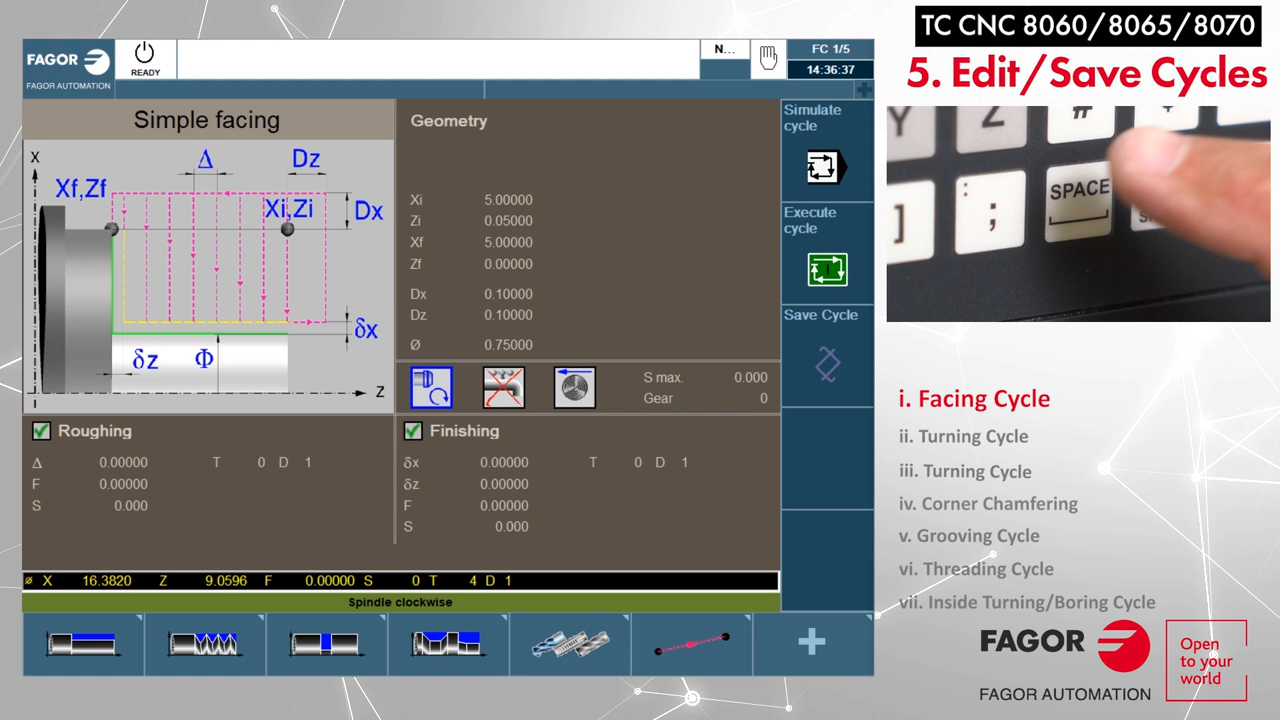 TC CNC 8060/8065/8070
5. Edit/Save Cycles
FAGOR
FAGOR AUTOMATION
READY
N...
FC 1/5
14:36:37
Simple facing
X
Δ
Dz
Xf,Zf
Xi,Zi
Dx
δx
δz
Φ
Z
Geometry
Xi 5.00000
Zi 0.05000
Xf 5.00000
Zf 0.00000
Dx 0.10000
Dz 0.10000
Ø 0.75000
S max. 0.000
Gear 0
Roughing
Δ 0.00000 T 0 D 1
F 0.00000
S 0.000
Finishing
δx 0.00000 T 0 D 1
δz 0.00000
F 0.00000
S 0.000
ø X 16.3820 Z 9.0596 F 0.00000 S 0 T 4 D 1
Spindle clockwise
Simulate
cycle
Execute
cycle
Save Cycle
Y
Z
#
]
:
;
SPACE
i. Facing Cycle
ii. Turning Cycle
iii. Turning Cycle
iv. Corner Chamfering
v. Grooving Cycle
vi. Threading Cycle
vii. Inside Turning/Boring Cycle
FAGOR
FAGOR AUTOMATION
Open
to your
world